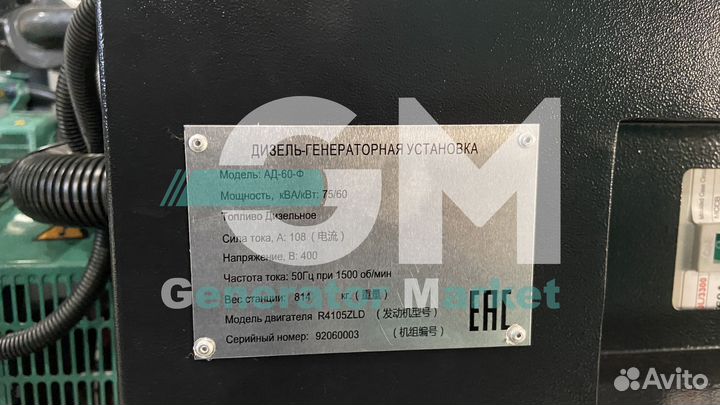 ДИЗЕЛЬ-ГЕНЕРАТОРНАЯ УСТАНОВКА
Модель: АД-60-Ф
Мощность, кВА/кВт: 75/60
Топливо Дизельное
Сила тока, А: 108 (电流)
Напряжение, В: 400
Частота тока: 50Гц при 1500 об/мин
Вес станции: 814 кг. (重量)
Модель двигателя R4105ZLD (发动机型号)
Серийный номер: 92060003 (机组编号)
EAC
GM
Generator Market
Avito